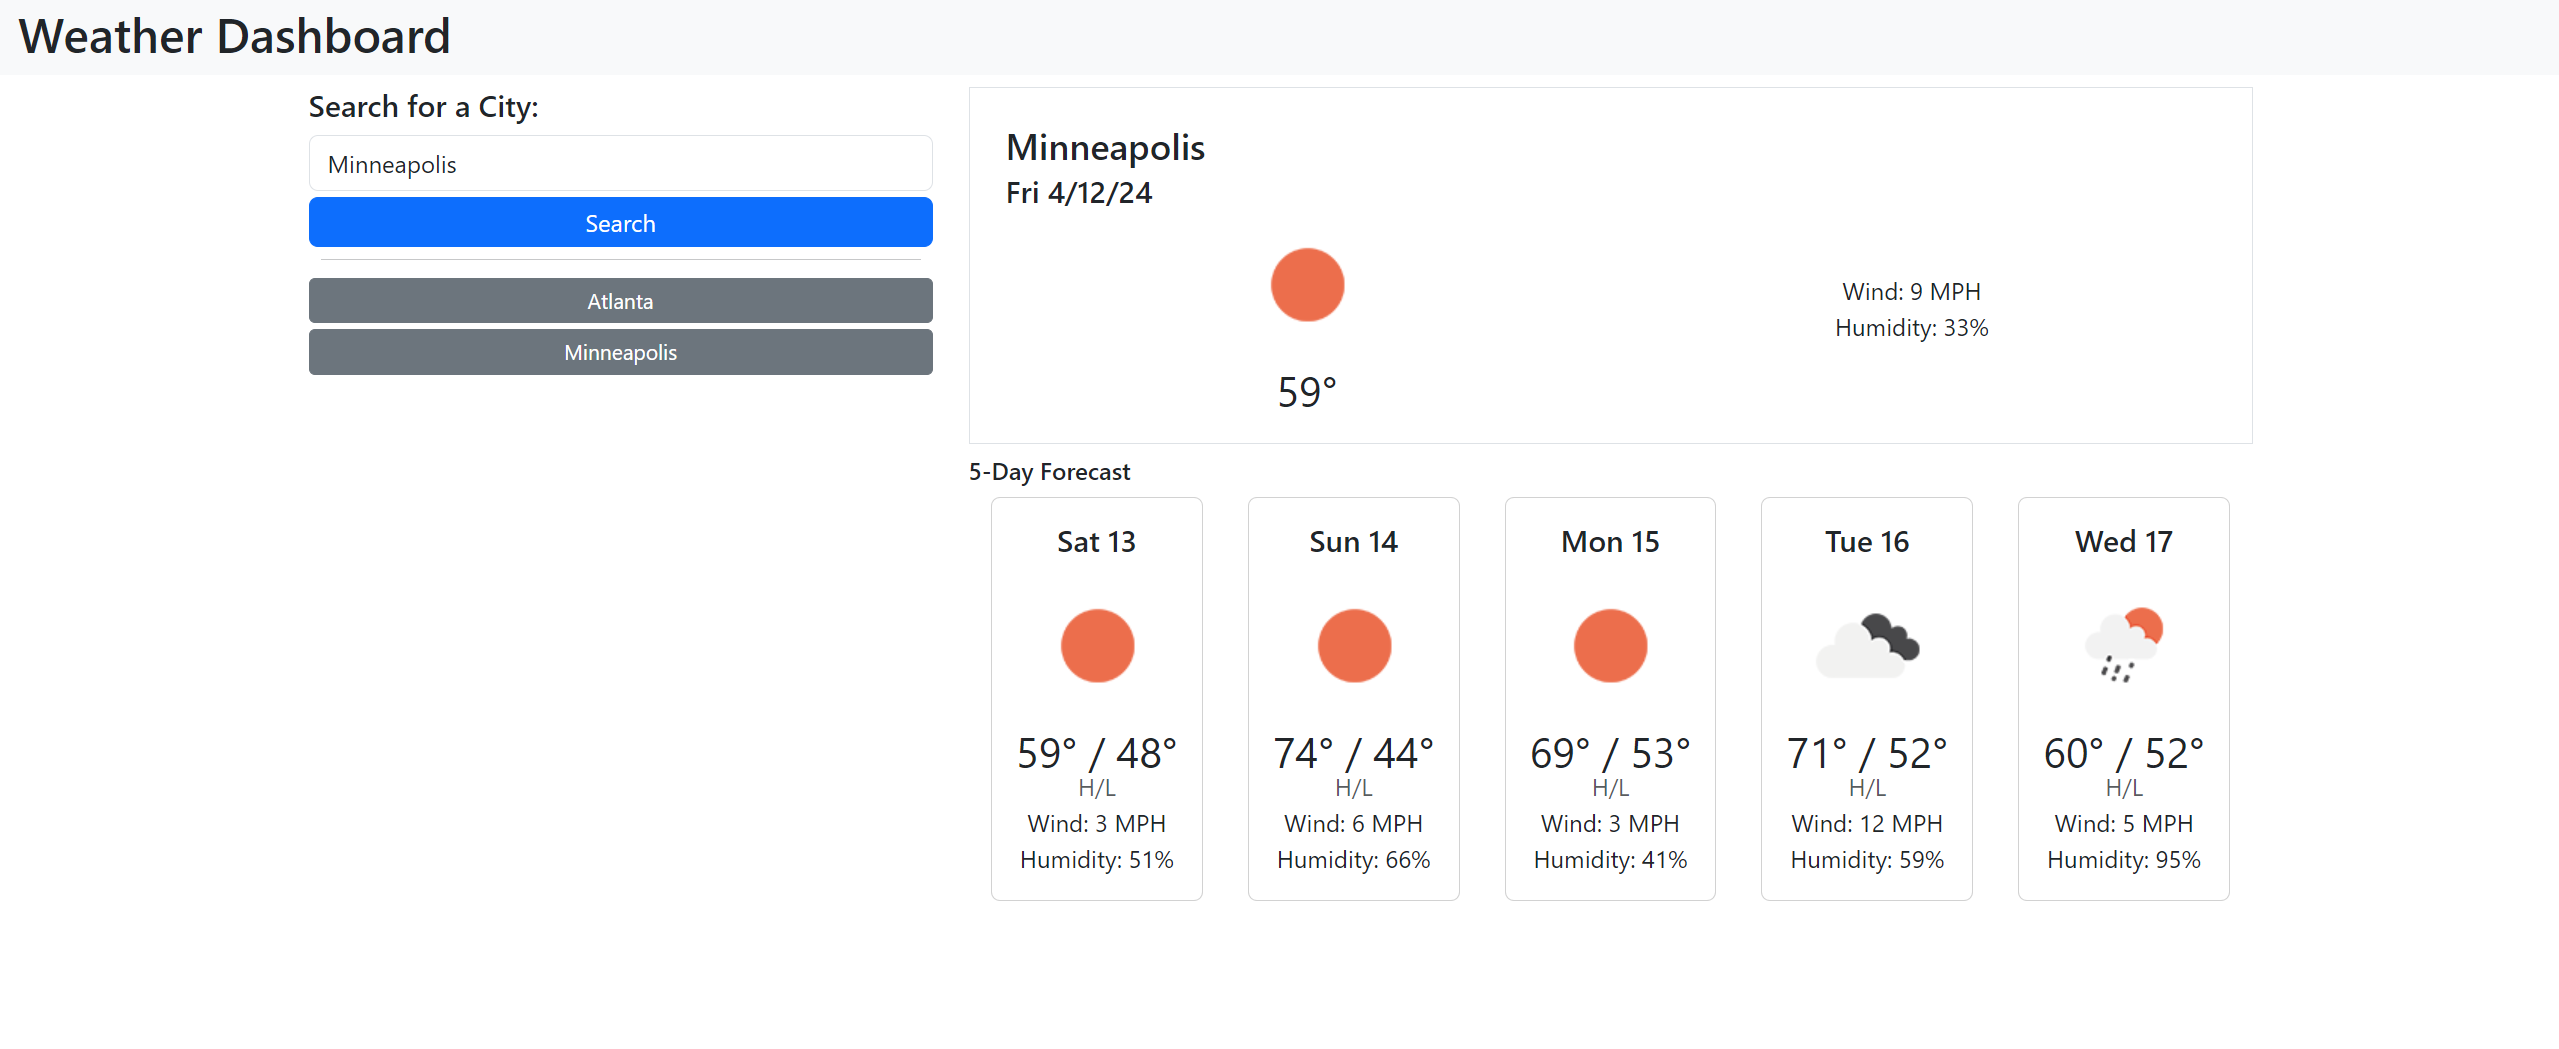 Weather Dashboard
Search for a City:
Minneapolis
Search
Atlanta
Minneapolis
Minneapolis
Fri 4/12/24
59°
Wind: 9 MPH
Humidity: 33%
5-Day Forecast
Sat 13
59° / 48°
H/L
Wind: 3 MPH
Humidity: 51%
Sun 14
74° / 44°
H/L
Wind: 6 MPH
Humidity: 66%
Mon 15
69° / 53°
H/L
Wind: 3 MPH
Humidity: 41%
Tue 16
71° / 52°
H/L
Wind: 12 MPH
Humidity: 59%
Wed 17
60° / 52°
H/L
Wind: 5 MPH
Humidity: 95%